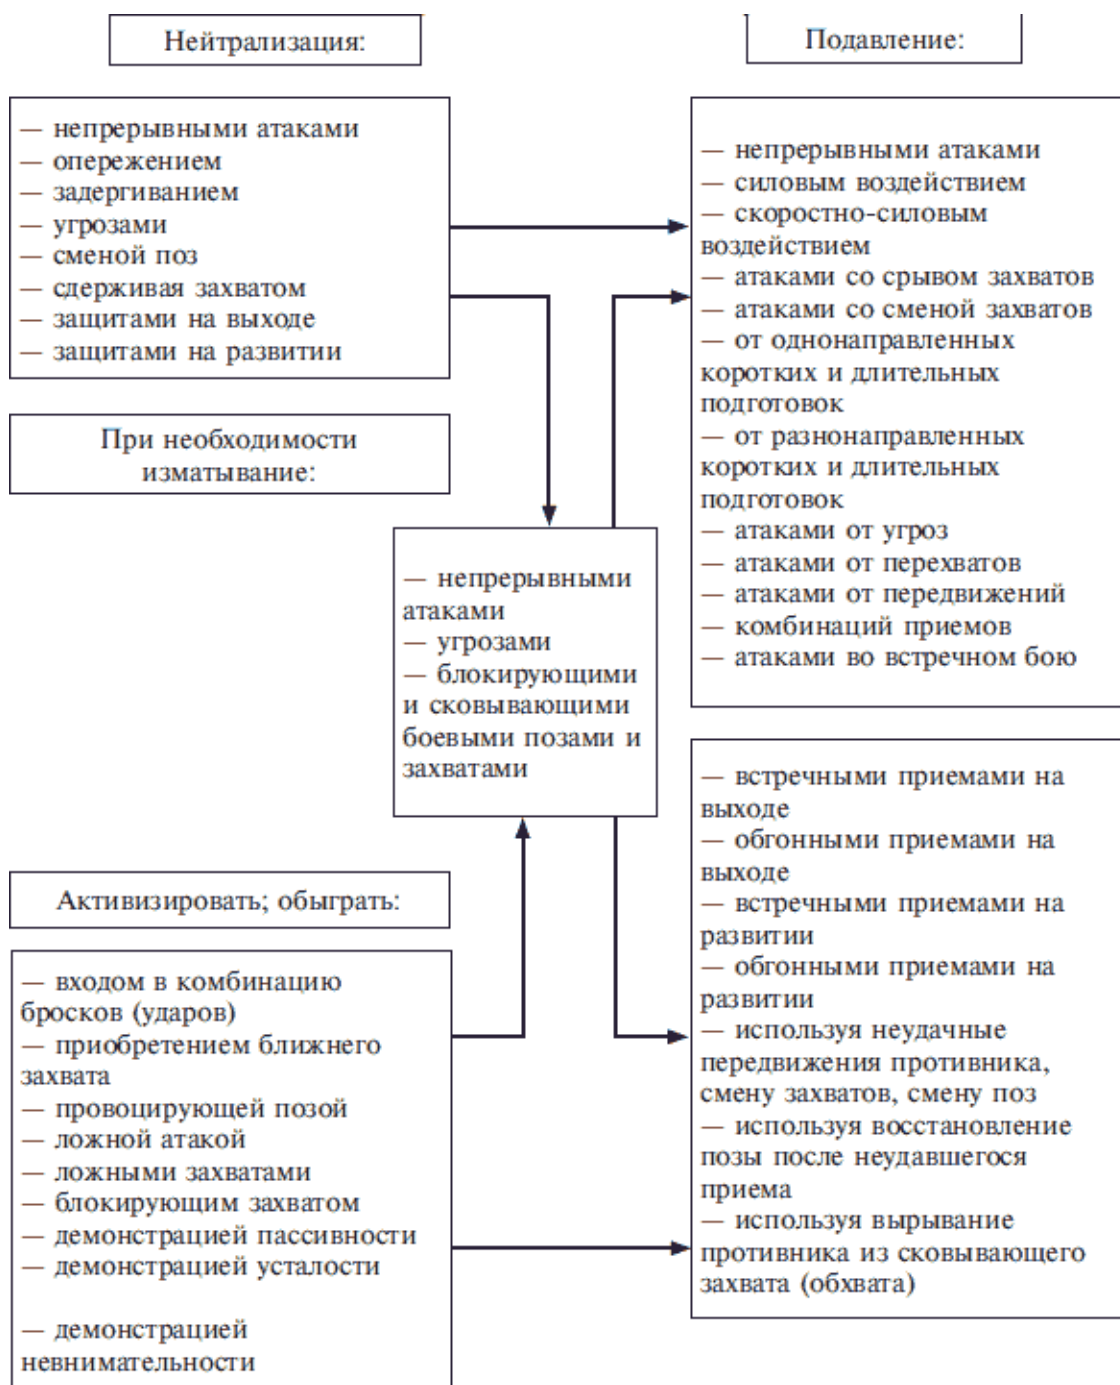 Нейтрализация:
— непрерывными атаками
— опережением
— задергиванием
— угрозами
— сменой поз
— сдерживая захватом
— защитами на выходе
— защитами на развитии
При необходимости
изматывание:
— непрерывными
атаками
— угрозами
— блокирующими
и сковывающими
боевыми позами и
захватами
Активизировать; обыграть:
— входом в комбинацию
бросков (ударов)
— приобретением ближнего
захвата
— провоцирующей позой
— ложной атакой
— ложными захватами
— блокирующим захватом
— демонстрацией пассивности
— демонстрацией усталости
— демонстрацией
невнимательности
Подавление:
— непрерывными атаками
— силовым воздействием
— скоростно-силовым
воздействием
— атаками со срывом захватов
— атаками со сменой захватов
— от однонаправленных
коротких и длительных
подготовок
— от разнонаправленных
коротких и длительных
подготовок
— атаками от угроз
— атаками от перехватов
— атаками от передвижений
— комбинаций приемов
— атаками во встречном бою
— встречными приемами на
выходе
— обгонными приемами на
выходе
— встречными приемами на
развитии
— обгонными приемами на
развитии
— используя неудачные
передвижения противника,
смену захватов, смену поз
— используя восстановление
позы после неудавшегося
приема
— используя вырывание
противника из сковывающего
захвата (обхвата)